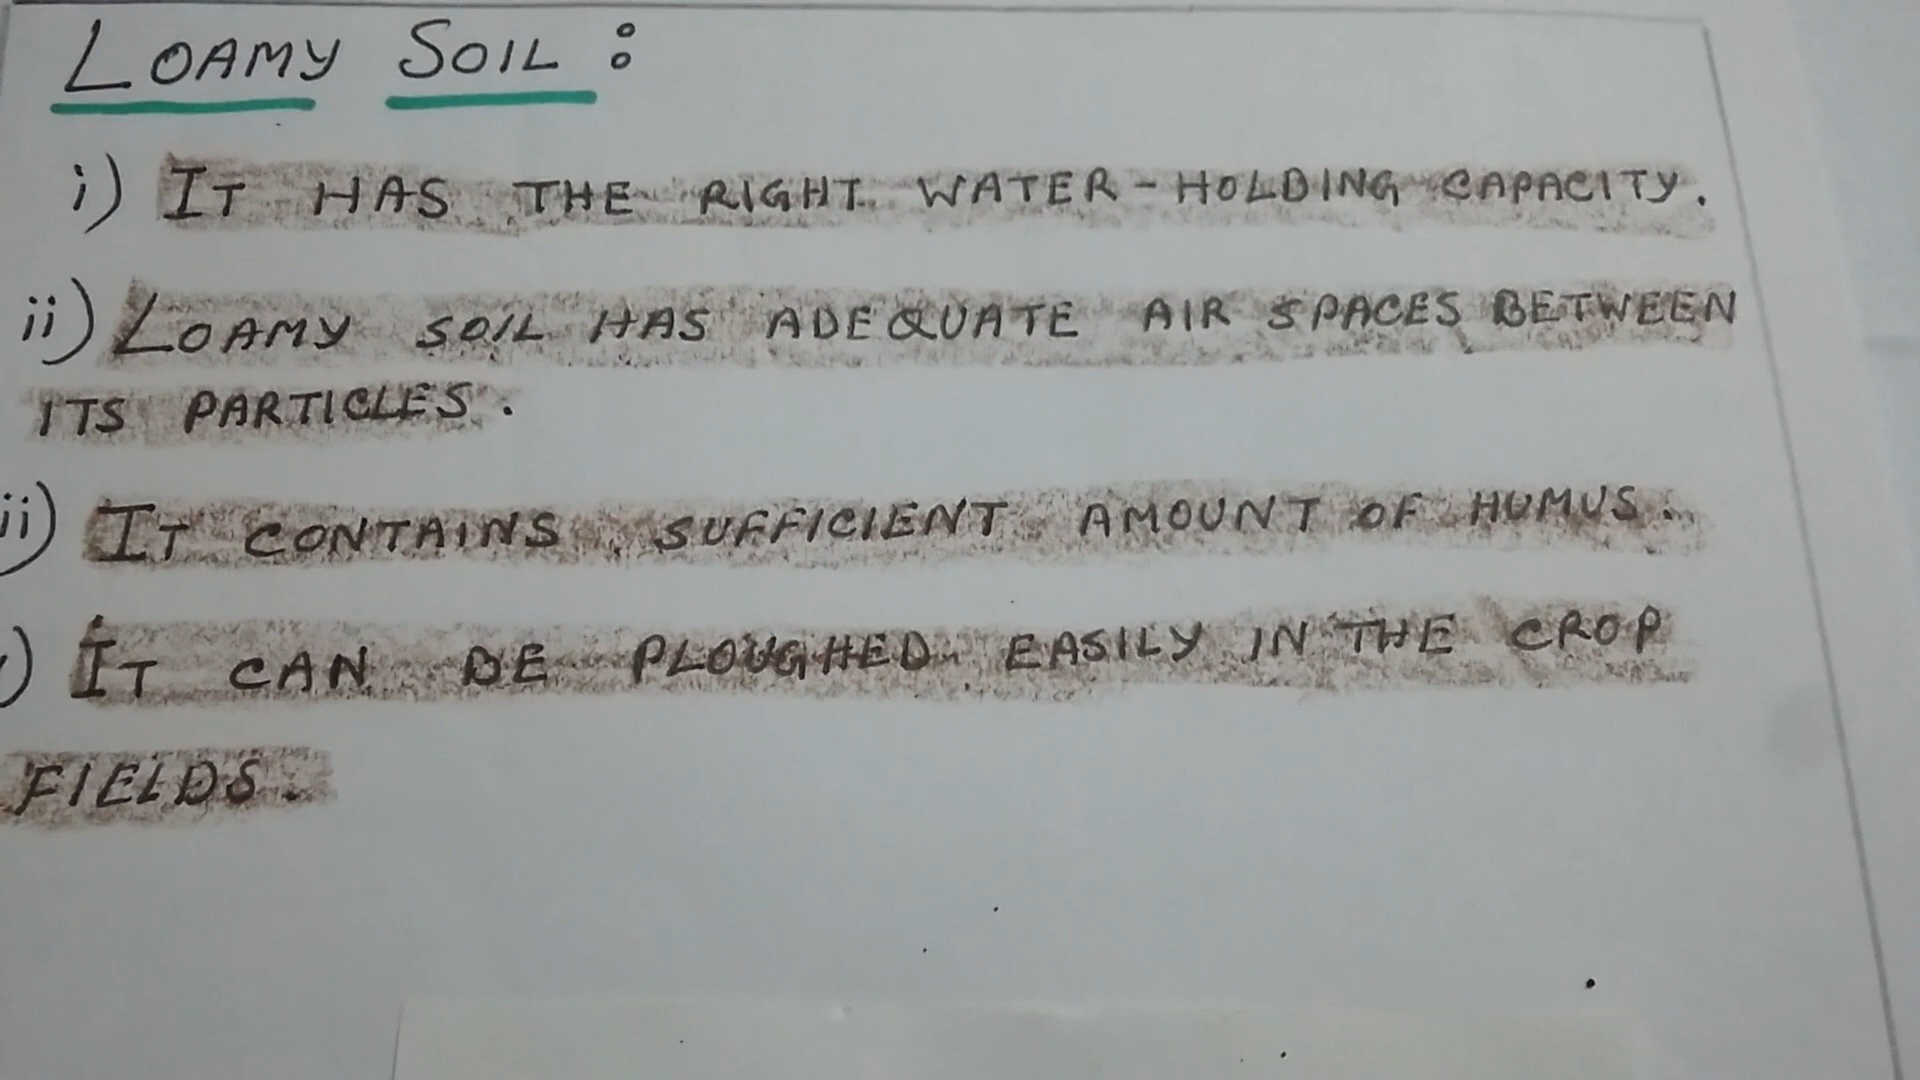 LOAMY SOIL :
i) IT HAS THE RIGHT WATER-HOLDING CAPACITY.
ii) LOAMY SOIL HAS ADEQUATE AIR SPACES BETWEEN
ITS PARTICLES.
ii) IT CONTAINS SUFFICIENT AMOUNT OF HUMUS.
) IT CAN BE PLOUGHED EASILY IN THE CROP
FIELDS.